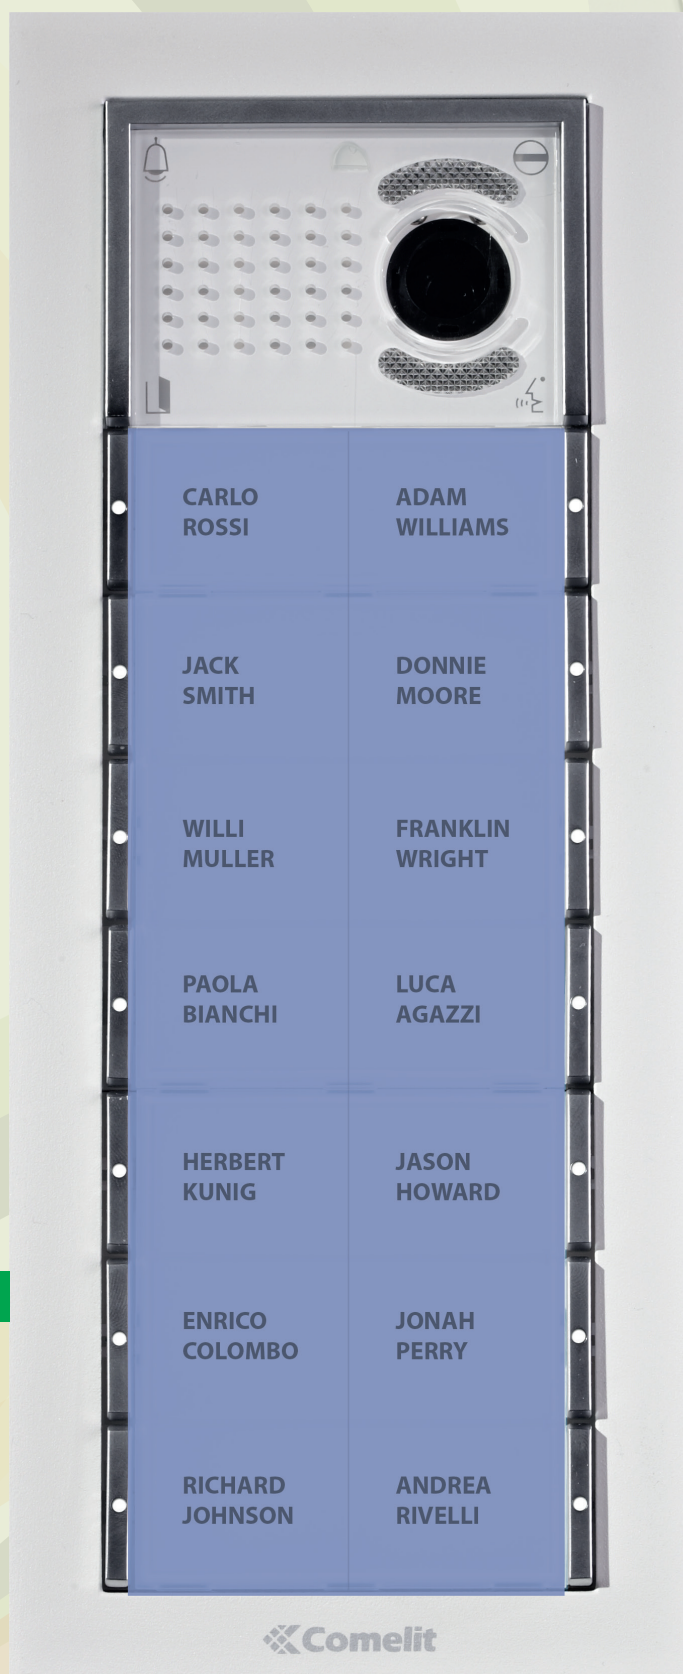 CARLO
ROSSI
ADAM
WILLIAMS
JACK
SMITH
DONNIE
MOORE
WILLI
MULLER
FRANKLIN
WRIGHT
PAOLA
BIANCHI
LUCA
AGAZZI
HERBERT
KUNIG
JASON
HOWARD
ENRICO
COLOMBO
JONAH
PERRY
RICHARD
JOHNSON
ANDREA
RIVELLI
Comelit